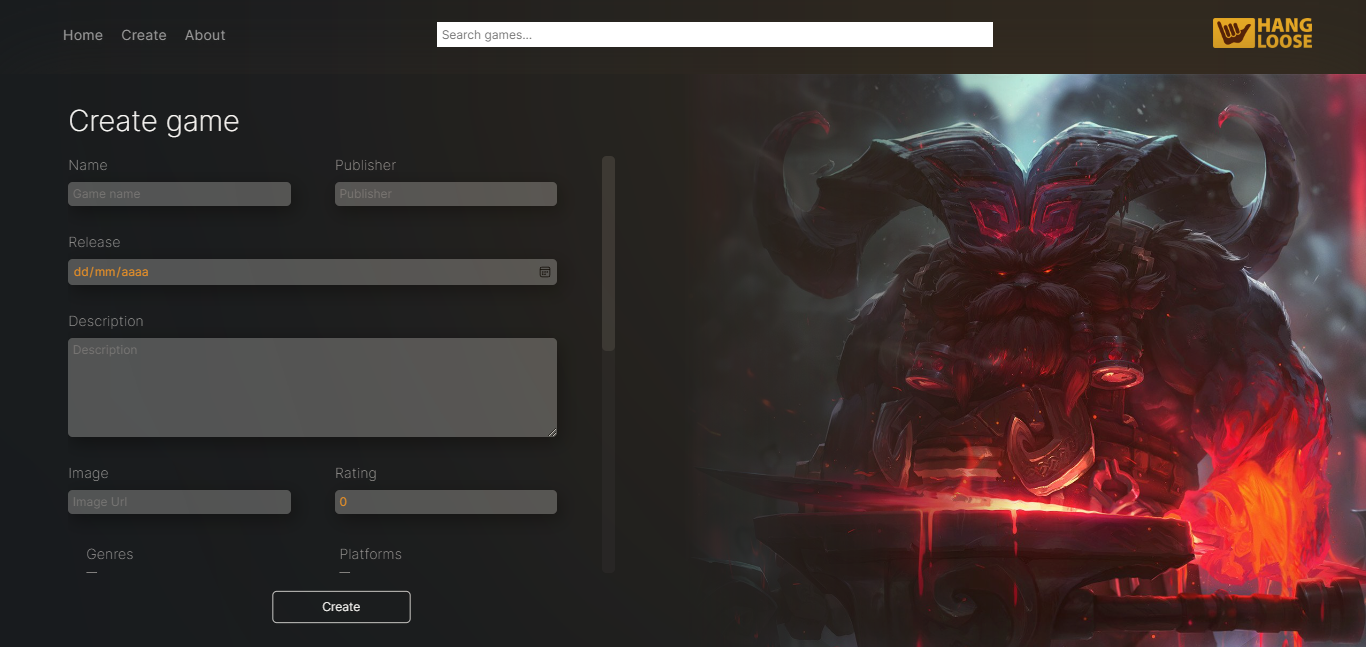 Home Create About
Search games...
HANG
LOOSE
Create game
Name Publisher
Game name Publisher
Release
dd/mm/aaaa
Description
Description
Image Rating
Image Url 0
Genres Platforms
Create